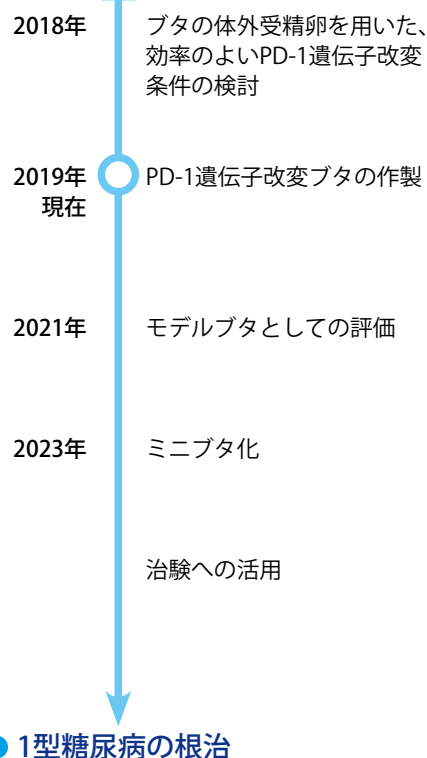 2018年 ブタの体外受精卵を用いた、
効率のよいPD-1遺伝子改変
条件の検討
2019年 PD-1遺伝子改変ブタの作製
現在
2021年 モデルブタとしての評価
2023年 ミニブタ化
治験への活用
1型糖尿病の根治